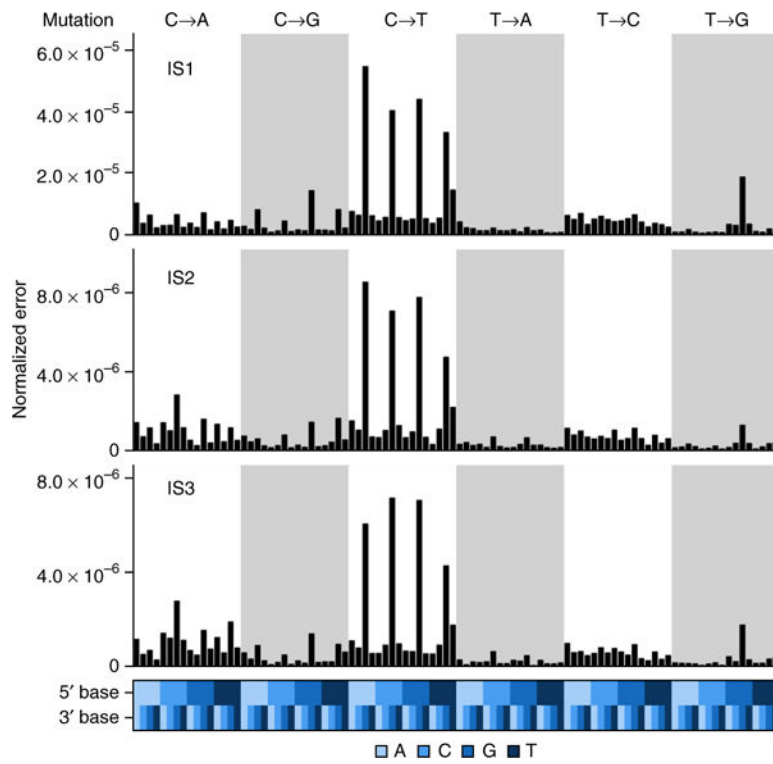 Mutation C→A C→G C→T T→A T→C T→G
6.0 × 10⁻⁵
IS1
4.0 × 10⁻⁵
2.0 × 10⁻⁵
0
IS2
8.0 × 10⁻⁶
4.0 × 10⁻⁶
0
Normalized error
8.0 × 10⁻⁶
IS3
4.0 × 10⁻⁶
0
5′ base
3′ base
A C G T